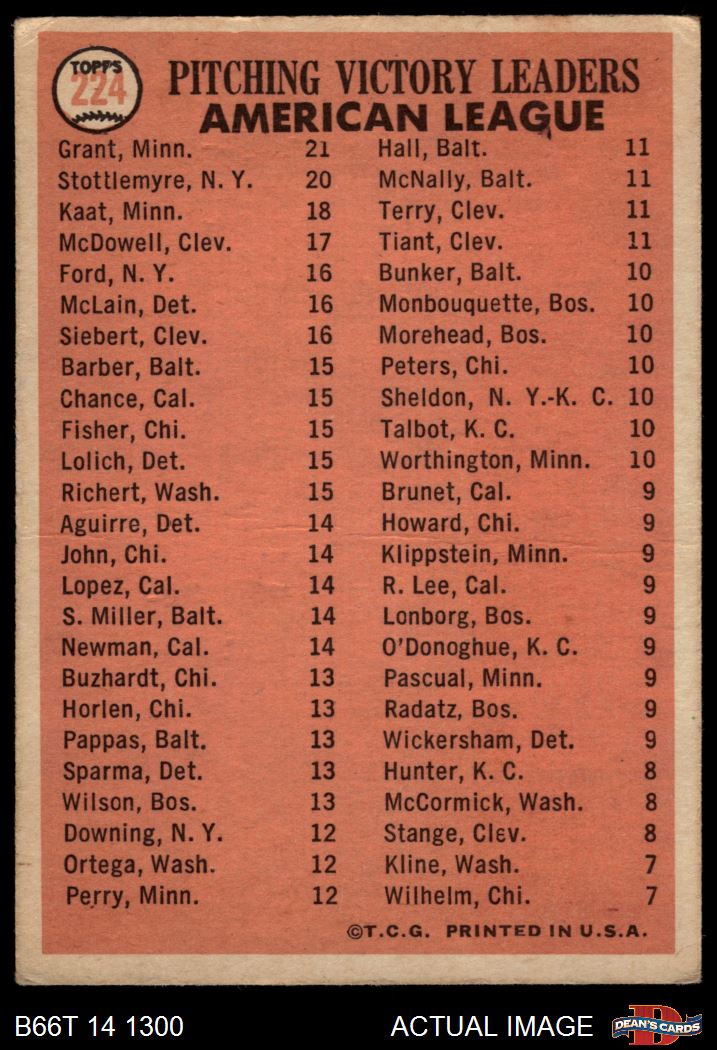 TOPPS
224
PITCHING VICTORY LEADERS
AMERICAN LEAGUE
Grant, Minn. 21
Stottlemyre, N. Y. 20
Kaat, Minn. 18
McDowell, Clev. 17
Ford, N. Y. 16
McLain, Det. 16
Siebert, Clev. 16
Barber, Balt. 15
Chance, Cal. 15
Fisher, Chi. 15
Lolich, Det. 15
Richert, Wash. 15
Aguirre, Det. 14
John, Chi. 14
Lopez, Cal. 14
S. Miller, Balt. 14
Newman, Cal. 14
Buzhardt, Chi. 13
Horlen, Chi. 13
Pappas, Balt. 13
Sparma, Det. 13
Wilson, Bos. 13
Downing, N. Y. 12
Ortega, Wash. 12
Perry, Minn. 12
Hall, Balt. 11
McNally, Balt. 11
Terry, Clev. 11
Tiant, Clev. 11
Bunker, Balt. 10
Monbouquette, Bos. 10
Morehead, Bos. 10
Peters, Chi. 10
Sheldon, N. Y.-K. C. 10
Talbot, K. C. 10
Worthington, Minn. 10
Brunet, Cal. 9
Howard, Chi. 9
Klippstein, Minn. 9
R. Lee, Cal. 9
Lonborg, Bos. 9
O'Donoghue, K. C. 9
Pascual, Minn. 9
Radatz, Bos. 9
Wickersham, Det. 9
Hunter, K. C. 8
McCormick, Wash. 8
Stange, Clev. 8
Kline, Wash. 7
Wilhelm, Chi. 7
©T.C.G. PRINTED IN U.S.A.
B66T 14 1300
ACTUAL IMAGE
D
DEAN'S CARDS